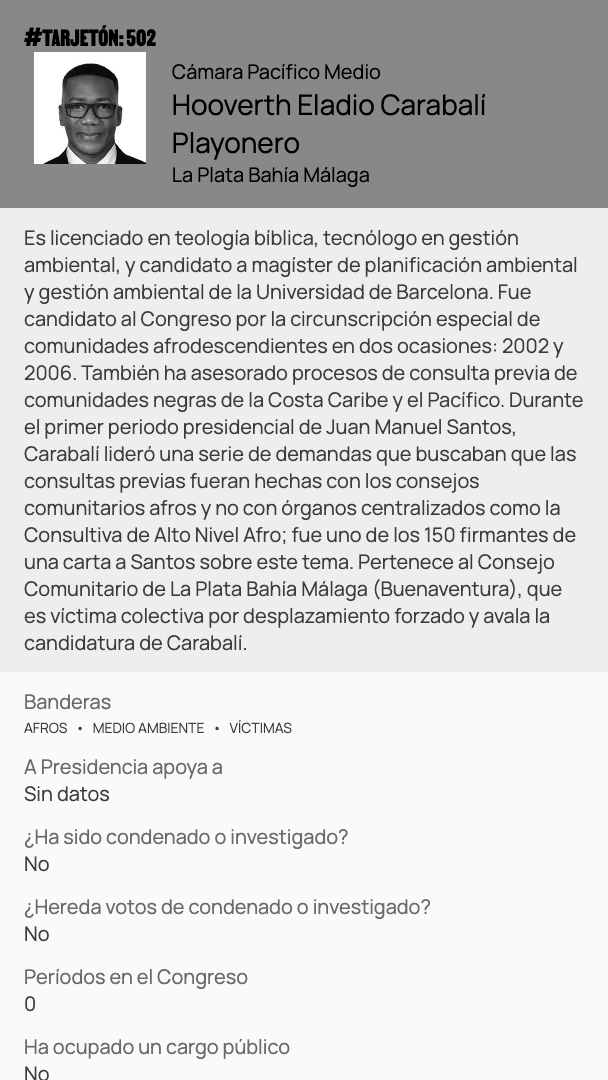 #TARJETÓN: 502
Cámara Pacífico Medio
Hooverth Eladio Carabalí
Playonero
La Plata Bahía Málaga
Es licenciado en teología bíblica, tecnólogo en gestión
ambiental, y candidato a magíster de planificación ambiental
y gestión ambiental de la Universidad de Barcelona. Fue
candidato al Congreso por la circunscripción especial de
comunidades afrodescendientes en dos ocasiones: 2002 y
2006. También ha asesorado procesos de consulta previa de
comunidades negras de la Costa Caribe y el Pacífico. Durante
el primer periodo presidencial de Juan Manuel Santos,
Carabalí lideró una serie de demandas que buscaban que las
consultas previas fueran hechas con los consejos
comunitarios afros y no con órganos centralizados como la
Consultiva de Alto Nivel Afro; fue uno de los 150 firmantes de
una carta a Santos sobre este tema. Pertenece al Consejo
Comunitario de La Plata Bahía Málaga (Buenaventura), que
es víctima colectiva por desplazamiento forzado y avala la
candidatura de Carabalí.
Banderas
AFROS • MEDIO AMBIENTE • VÍCTIMAS
A Presidencia apoya a
Sin datos
¿Ha sido condenado o investigado?
No
¿Hereda votos de condenado o investigado?
No
Períodos en el Congreso
0
Ha ocupado un cargo público
No